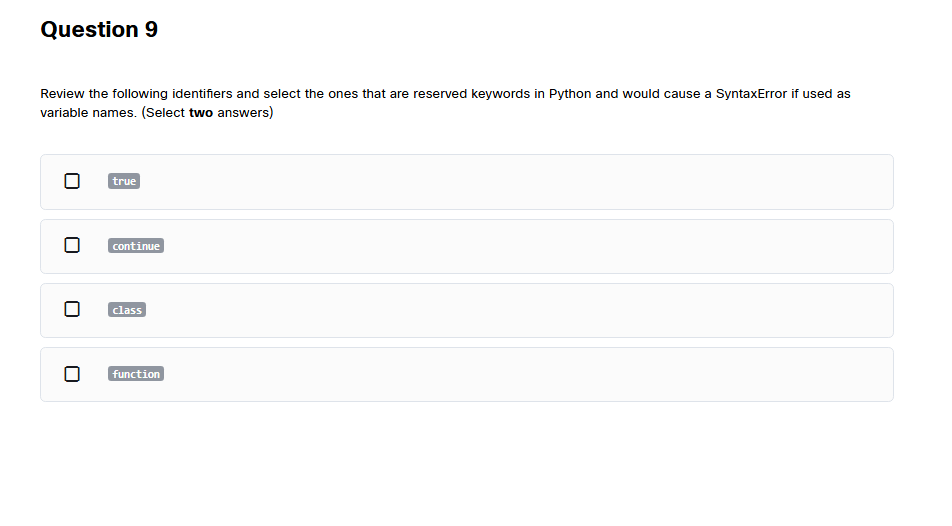 Question 9
Review the following identifiers and select the ones that are reserved keywords in Python and would cause a SyntaxError if used as
variable names. (Select two answers)
true
continue
class
function